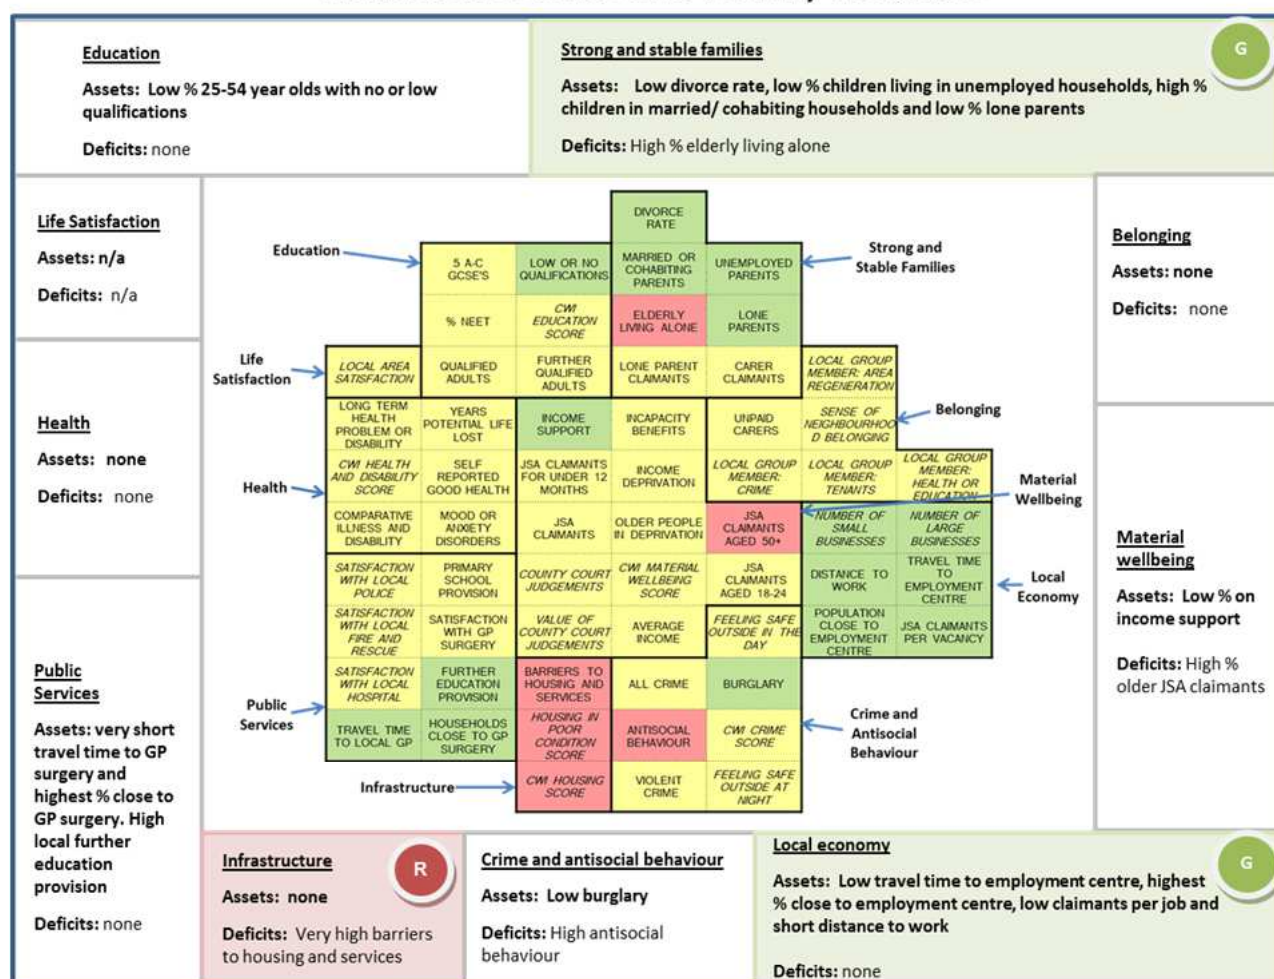 Education
Assets: Low % 25-54 year olds with no or low
qualifications
Deficits: none
Strong and stable families
G
Assets: Low divorce rate, low % children living in unemployed households, high %
children in married/ cohabiting households and low % lone parents
Deficits: High % elderly living alone
Life Satisfaction
Assets: n/a
Deficits: n/a
Health
Assets: none
Deficits: none
Public
Services
Assets: very short
travel time to GP
surgery and
highest % close to
GP surgery. High
local further
education
provision
Deficits: none
Education
Life
Satisfaction
Health
Public
Services
Infrastructure
Strong and
Stable Families
Belonging
Material
Wellbeing
Local
Economy
Crime and
Antisocial
Behaviour
DIVORCE
RATE
5 A-C
GCSE'S
LOW OR NO
QUALIFICATIONS
MARRIED OR
COHABITING
PARENTS
UNEMPLOYED
PARENTS
% NEET
CWI
EDUCATION
SCORE
ELDERLY
LIVING ALONE
LONE
PARENTS
LOCAL AREA
SATISFACTION
QUALIFIED
ADULTS
FURTHER
QUALIFIED
ADULTS
LONE PARENT
CLAIMANTS
CARER
CLAIMANTS
LOCAL GROUP
MEMBER: AREA
REGENERATION
LONG TERM
HEALTH
PROBLEM OR
DISABILITY
YEARS
POTENTIAL LIFE
LOST
INCOME
SUPPORT
INCAPACITY
BENEFITS
UNPAID
CARERS
SENSE OF
NEIGHBOURHOO
D BELONGING
CWI HEALTH
AND DISABILITY
SCORE
SELF
REPORTED
GOOD HEALTH
JSA CLAIMANTS
FOR UNDER 12
MONTHS
INCOME
DEPRIVATION
LOCAL GROUP
MEMBER:
CRIME
LOCAL GROUP
MEMBER:
TENANTS
LOCAL GROUP
MEMBER:
HEALTH OR
EDUCATION
COMPARATIVE
ILLNESS AND
DISABILITY
MOOD OR
ANXIETY
DISORDERS
JSA
CLAIMANTS
OLDER PEOPLE
IN DEPRIVATION
JSA
CLAIMANTS
AGED 50+
NUMBER OF
SMALL
BUSINESSES
NUMBER OF
LARGE
BUSINESSES
SATISFACTION
WITH LOCAL
POLICE
PRIMARY
SCHOOL
PROVISION
COUNTY COURT
JUDGEMENTS
CWI MATERIAL
WELLBEING
SCORE
JSA
CLAIMANTS
AGED 18-24
DISTANCE TO
WORK
TRAVEL TIME
TO
EMPLOYMENT
CENTRE
SATISFACTION
WITH LOCAL
FIRE AND
RESCUE
SATISFACTION
WITH GP
SURGERY
VALUE OF
COUNTY COURT
JUDGEMENTS
AVERAGE
INCOME
FEELING SAFE
OUTSIDE IN THE
DAY
POPULATION
CLOSE TO
EMPLOYMENT
CENTRE
JSA CLAIMANTS
PER VACANCY
SATISFACTION
WITH LOCAL
HOSPITAL
FURTHER
EDUCATION
PROVISION
BARRIERS TO
HOUSING AND
SERVICES
ALL CRIME
BURGLARY
TRAVEL TIME
TO LOCAL GP
HOUSEHOLDS
CLOSE TO GP
SURGERY
HOUSING IN
POOR
CONDITION
SCORE
ANTISOCIAL
BEHAVIOUR
CWI CRIME
SCORE
CWI HOUSING
SCORE
VIOLENT
CRIME
FEELING SAFE
OUTSIDE AT
NIGHT
Belonging
Assets: none
Deficits: none
Material
wellbeing
Assets: Low % on
income support
Deficits: High %
older JSA claimants
Infrastructure
R
Assets: none
Deficits: Very high barriers
to housing and services
Crime and antisocial behaviour
Assets: Low burglary
Deficits: High antisocial
behaviour
Local economy
G
Assets: Low travel time to employment centre, highest
% close to employment centre, low claimants per job and
short distance to work
Deficits: none